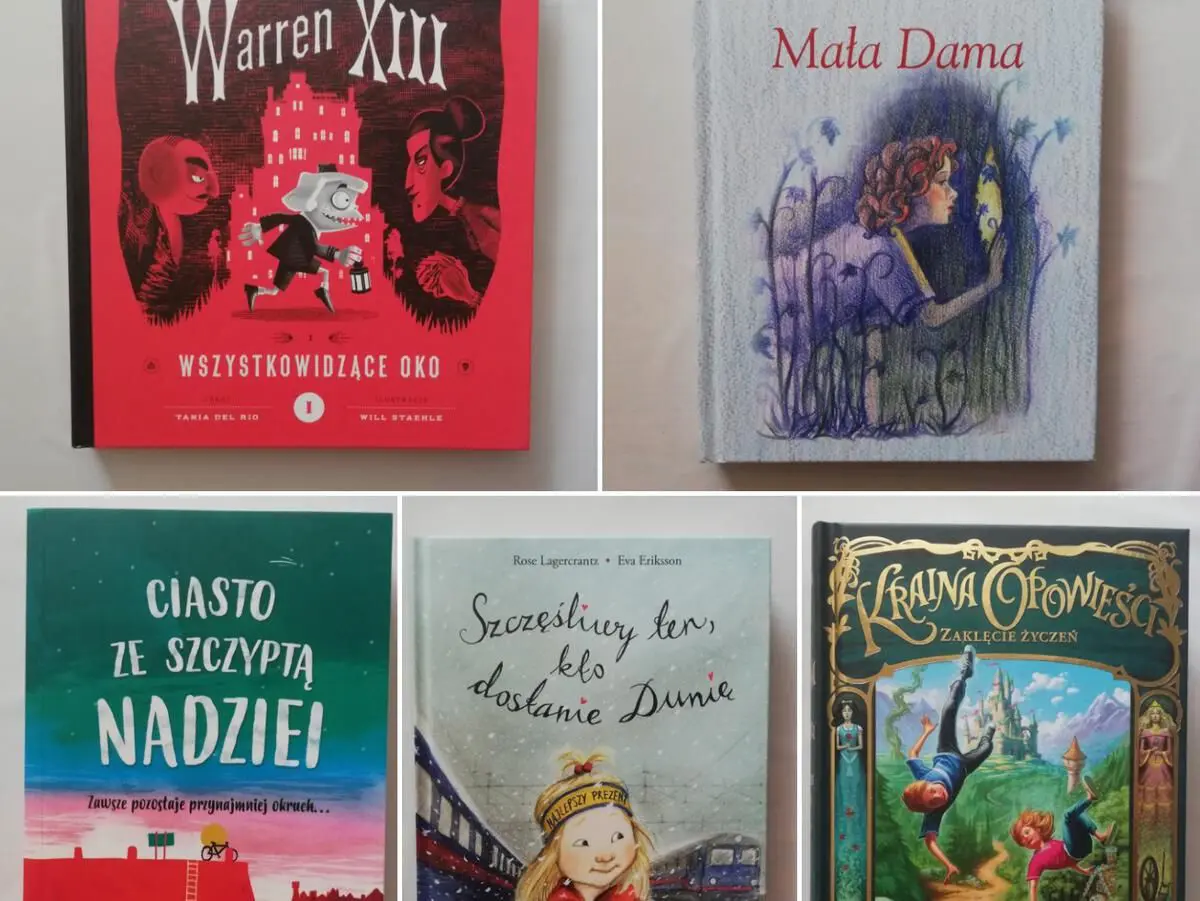 Warren XIII
I
WSZYSTKOWIDZĄCE OKO
TANIA DEL RIO
I
WILL STAEHLE
Mała Dama
CIASTO
ZE SZCZYPTĄ
NADZIEI
Zawsze pozostaje przynajmniej okruch...
Rose Lagercrantz • Eva Eriksson
Szczęśliwy ten,
kto
dostanie Dunię
NAJLEPSZY PREZENT
KRAINA OPOWIEŚCI
ZAKLĘCIE ŻYCZEŃ